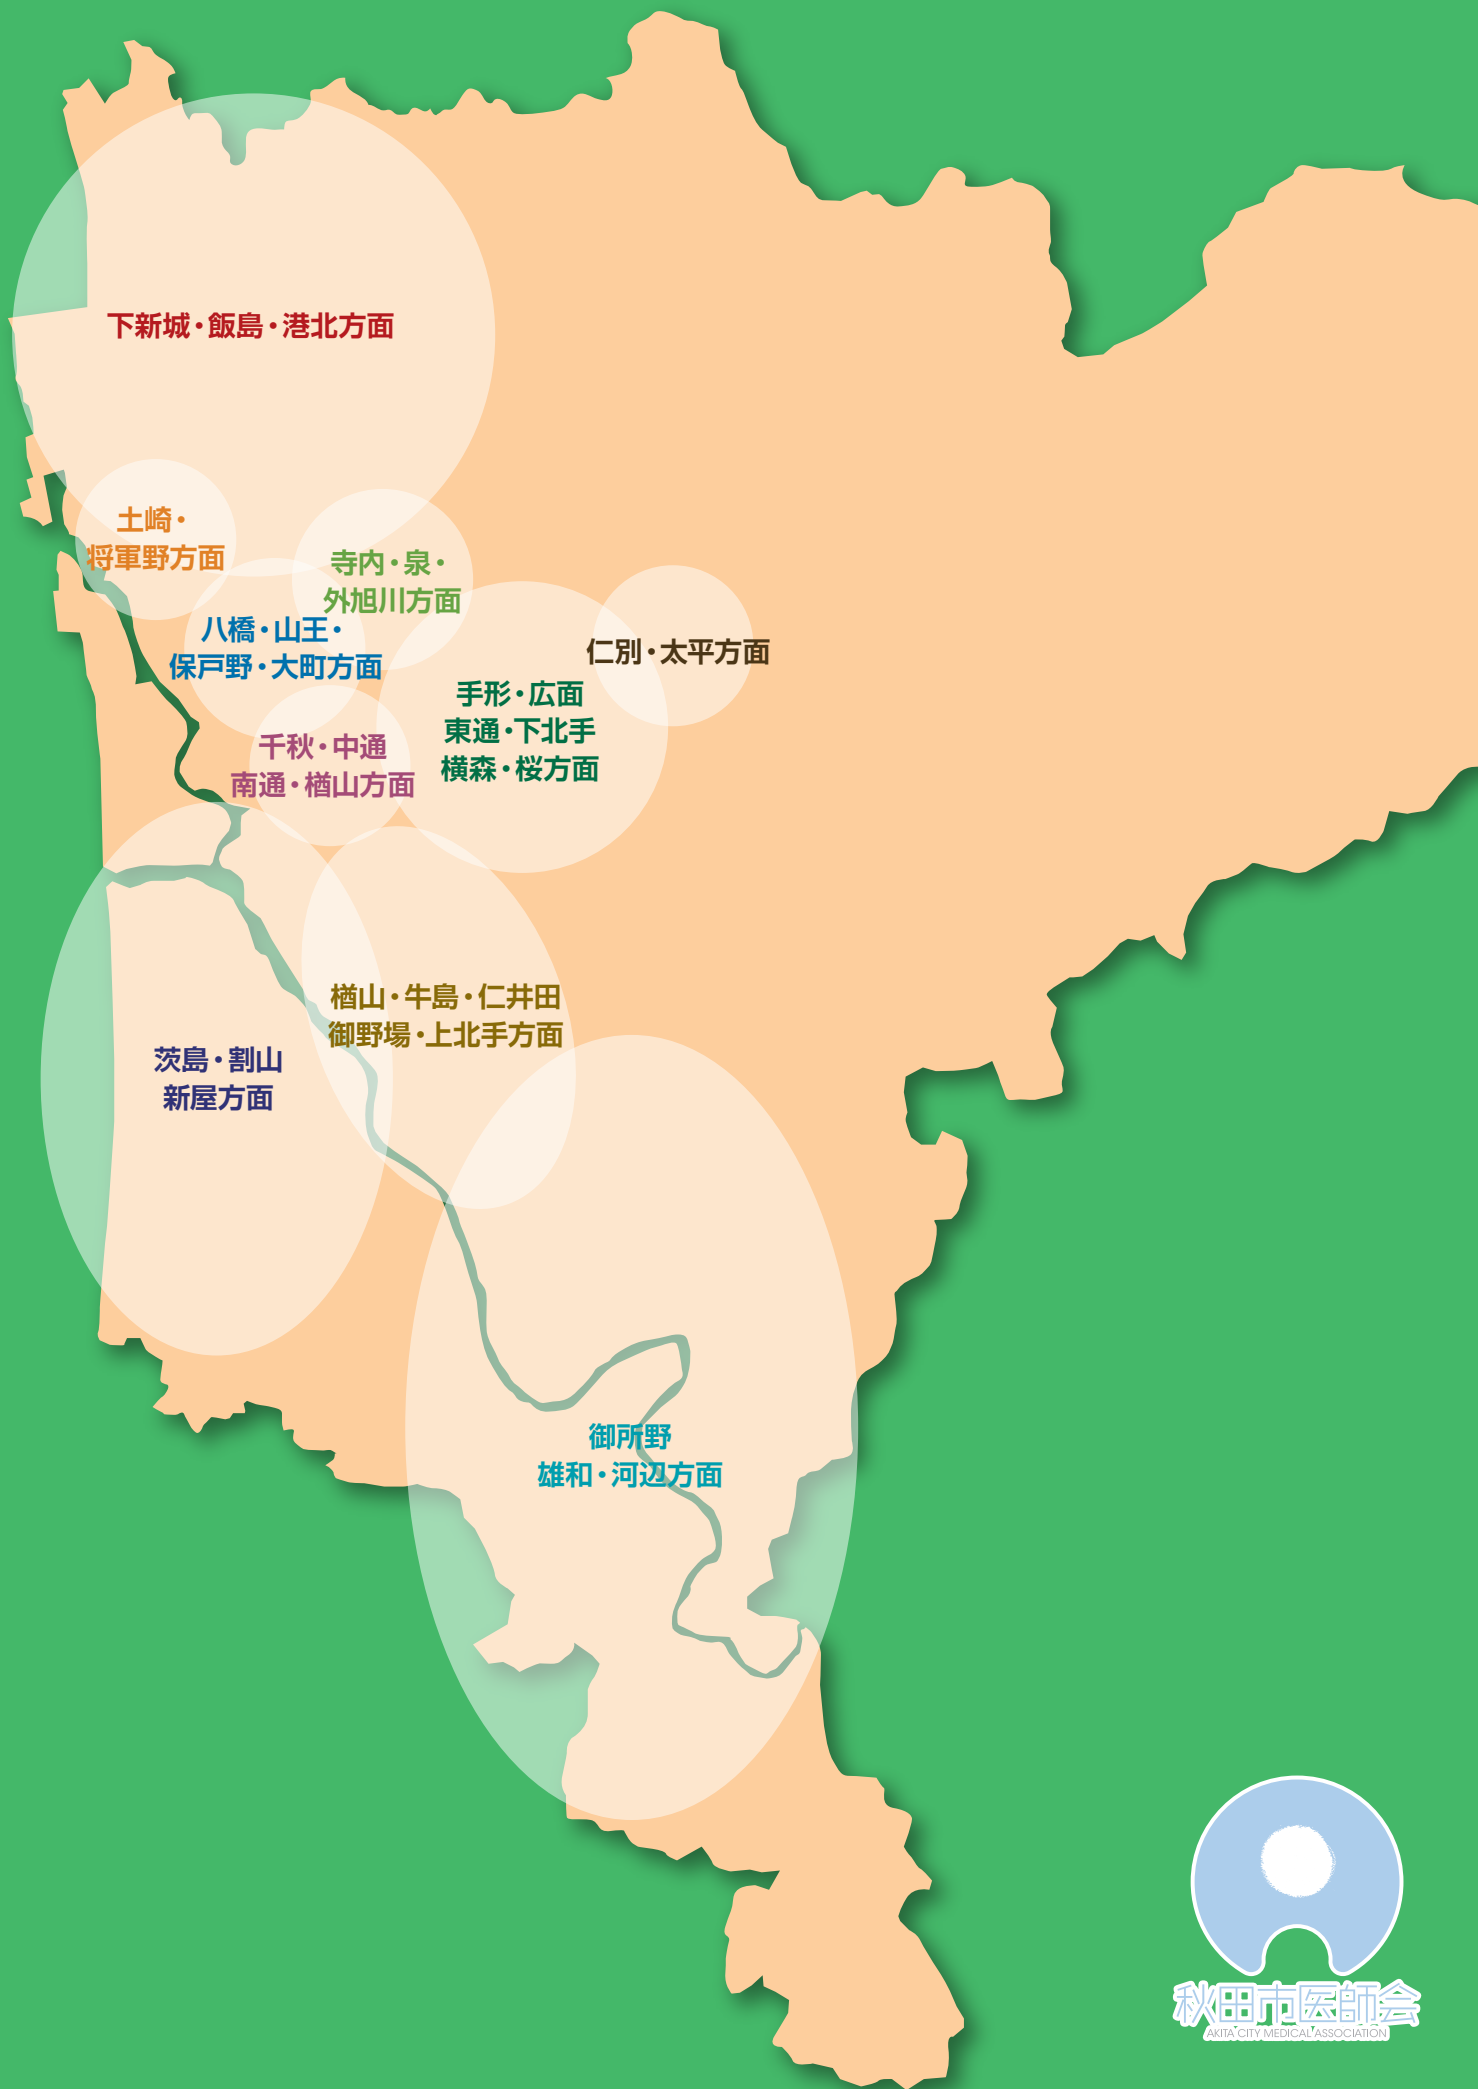 下新城・飯島・港北方面
土崎・
将軍野方面
寺内・泉・
外旭川方面
八橋・山王・
保戸野・大町方面
仁別・太平方面
手形・広面
東通・下北手
横森・桜方面
千秋・中通
南通・楢山方面
楢山・牛島・仁井田
御野場・上北手方面
茨島・割山
新屋方面
御所野
雄和・河辺方面
秋田市医師会
AKITA CITY MEDICAL ASSOCIATION